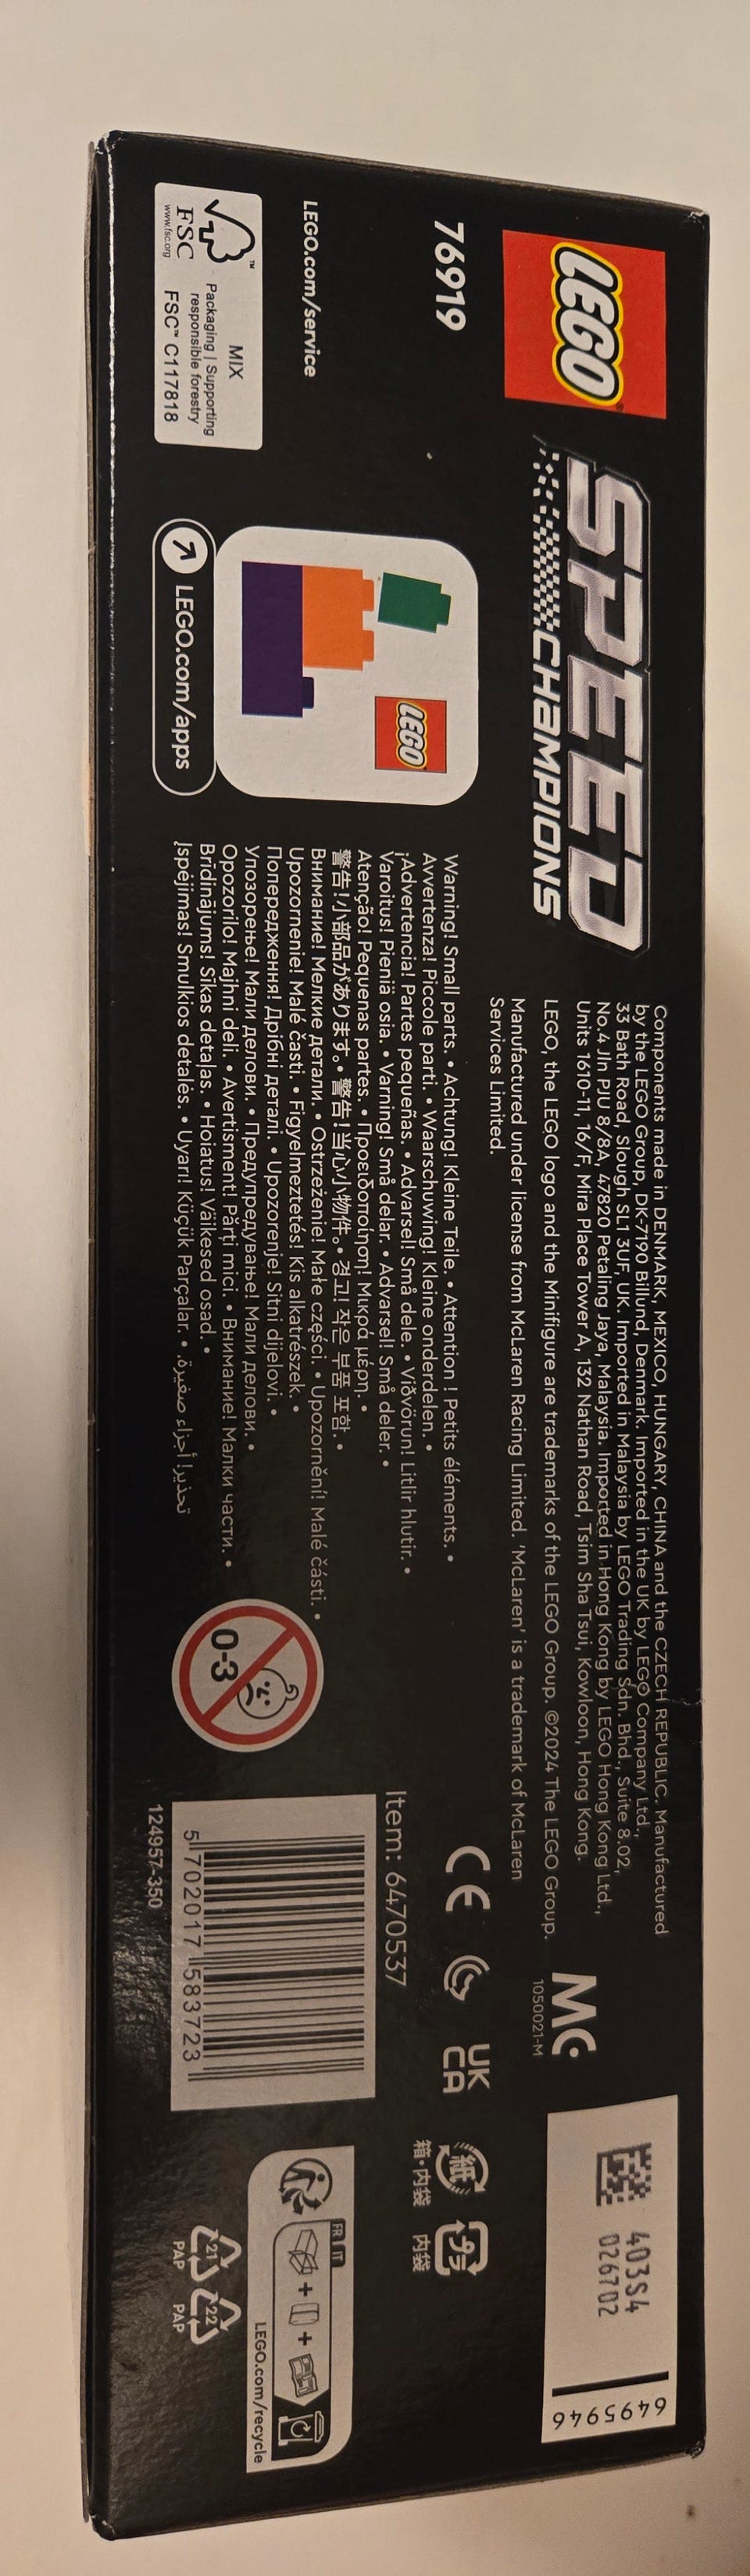 LEGO
SPEED
CHAMPIONS
76919
LEGO.com/service
FSC
www.fsc.org
MIX
Packaging | Supporting
responsible forestry
FSC™ C117818
LEGO
LEGO.com/apps
Components made in DENMARK, MEXICO, HUNGARY, CHINA and the CZECH REPUBLIC. Manufactured
by the LEGO Group, DK-7190 Billund, Denmark. Imported in the UK by LEGO Company Ltd.,
33 Bath Road, Slough SL1 3UF, UK. Imported in Malaysia by LEGO Trading Sdn. Bhd., Suite 8.02,
No.4 Jln PJU 8/8A, 47820 Petaling Jaya, Malaysia. Imported in Hong Kong by LEGO Hong Kong Ltd.,
Units 1610-11, 16/F, Mira Place Tower A, 132 Nathan Road, Tsim Sha Tsui, Kowloon, Hong Kong.
LEGO, the LEGO logo and the Minifigure are trademarks of the LEGO Group. ©2024 The LEGO Group.
Manufactured under license from McLaren Racing Limited. 'McLaren' is a trademark of McLaren
Services Limited.
Warning! Small parts. • Achtung! Kleine Teile. • Attention ! Petits éléments. •
Avvertenza! Piccole parti. • Waarschuwing! Kleine onderdelen. •
¡Advertencia! Partes pequeñas. • Advarsel! Små dele. • Viðvörun! Litlir hlutir. •
Varoitus! Pieniä osia. • Varning! Små delar. • Advarsel! Små deler. •
Atenção! Pequenas partes. • Προειδοποίηση! Μικρά μέρη. •
警告!小部品があります。• 警告!当心小物件。• 경고! 작은 부품 포함. •
Внимание! Мелкие детали. • Ostrzeżenie! Małe części. • Upozornění! Malé části. •
Upozornenie! Malé časti. • Figyelmeztetés! Kis alkatrészek. •
Попередження! Дрібні деталі. • Upozorenje! Sitni dijelovi. •
Упозорење! Мали делови. • Предупредување! Мали делови. •
Opozorilo! Majhni deli. • Avertisment! Părți mici. • Внимание! Малки части. •
Brīdinājums! Sīkas detaļas. • Hoiatus! Väikesed osad. •
Įspėjimas! Smulkios detalės. • Uyarı! Küçük Parçalar. • تحذير! أجزاء صغيرة.
0-3
MC
1050021-M
CE
UK
CA
Item: 6470537
5 702017 583723
124957-350
紙
箱・内袋
プラ
内袋
FR | IT
LEGO.com/recycle
21
PAP
22
PAP
403S4
026702
6495946